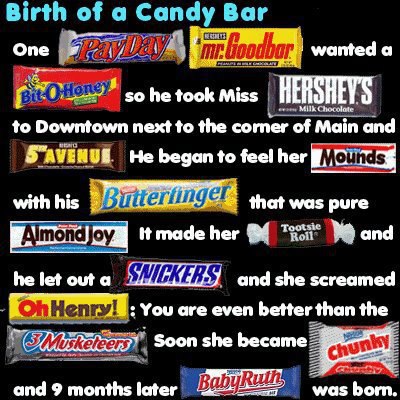 Birth of a Candy Bar
One PayDay HERSHEY'S mr.Goodbar PEANUTS IN MILK CHOCOLATE wanted a
Bit-O-Honey so he took Miss HERSHEY'S Milk Chocolate
to Downtown next to the corner of Main and
5th AVENUE He began to feel her Mounds
with his Butterfinger that was pure
Almond Joy It made her Tootsie Roll and
he let out a SNICKERS and she screamed
Oh Henry! : You are even better than the
3 Musketeers Soon she became Chunky
and 9 months later Baby Ruth was born.